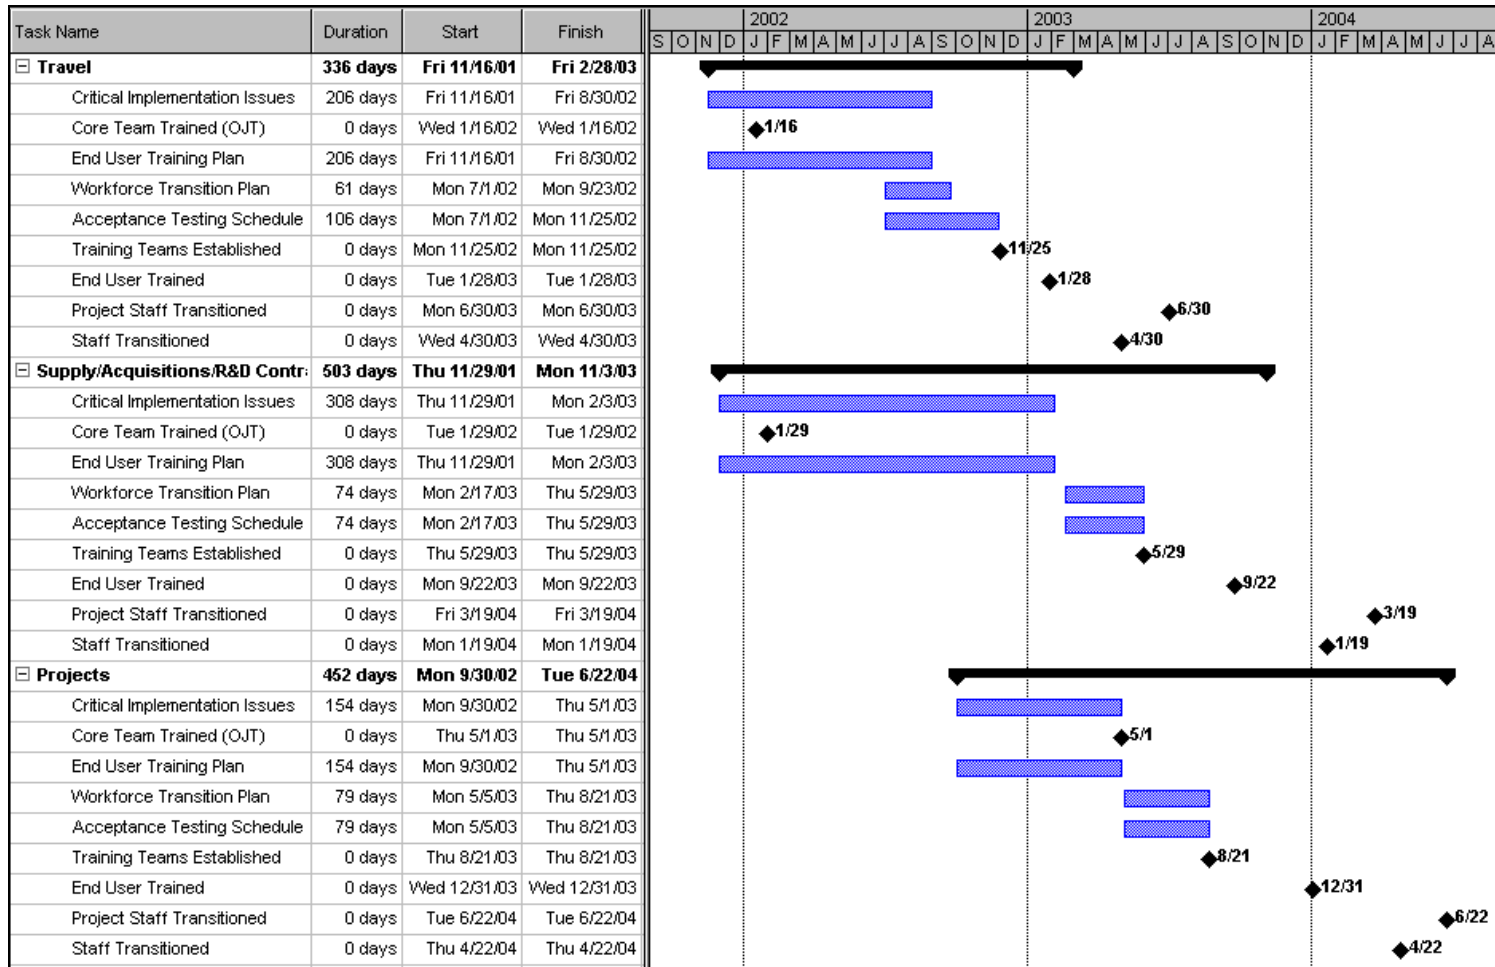 Task Name Duration Start Finish 2002 2003 2004
S O N D J F M A M J J A S O N D J F M A M J J A S O N D J F M A M J J A
Travel 336 days Fri 11/16/01 Fri 2/28/03
Critical Implementation Issues 206 days Fri 11/16/01 Fri 8/30/02
Core Team Trained (OJT) 0 days Wed 1/16/02 Wed 1/16/02 1/16
End User Training Plan 206 days Fri 11/16/01 Fri 8/30/02
Workforce Transition Plan 61 days Mon 7/1/02 Mon 9/23/02
Acceptance Testing Schedule 106 days Mon 7/1/02 Mon 11/25/02
Training Teams Established 0 days Mon 11/25/02 Mon 11/25/02 11/25
End User Trained 0 days Tue 1/28/03 Tue 1/28/03 1/28
Project Staff Transitioned 0 days Mon 6/30/03 Mon 6/30/03 6/30
Staff Transitioned 0 days Wed 4/30/03 Wed 4/30/03 4/30
Supply/Acquisitions/R&D Contr 503 days Thu 11/29/01 Mon 11/3/03
Critical Implementation Issues 308 days Thu 11/29/01 Mon 2/3/03
Core Team Trained (OJT) 0 days Tue 1/29/02 Tue 1/29/02 1/29
End User Training Plan 308 days Thu 11/29/01 Mon 2/3/03
Workforce Transition Plan 74 days Mon 2/17/03 Thu 5/29/03
Acceptance Testing Schedule 74 days Mon 2/17/03 Thu 5/29/03
Training Teams Established 0 days Thu 5/29/03 Thu 5/29/03 5/29
End User Trained 0 days Mon 9/22/03 Mon 9/22/03 9/22
Project Staff Transitioned 0 days Fri 3/19/04 Fri 3/19/04 3/19
Staff Transitioned 0 days Mon 1/19/04 Mon 1/19/04 1/19
Projects 452 days Mon 9/30/02 Tue 6/22/04
Critical Implementation Issues 154 days Mon 9/30/02 Thu 5/1/03
Core Team Trained (OJT) 0 days Thu 5/1/03 Thu 5/1/03 5/1
End User Training Plan 154 days Mon 9/30/02 Thu 5/1/03
Workforce Transition Plan 79 days Mon 5/5/03 Thu 8/21/03
Acceptance Testing Schedule 79 days Mon 5/5/03 Thu 8/21/03
Training Teams Established 0 days Thu 8/21/03 Thu 8/21/03 8/21
End User Trained 0 days Wed 12/31/03 Wed 12/31/03 12/31
Project Staff Transitioned 0 days Tue 6/22/04 Tue 6/22/04 6/22
Staff Transitioned 0 days Thu 4/22/04 Thu 4/22/04 4/22